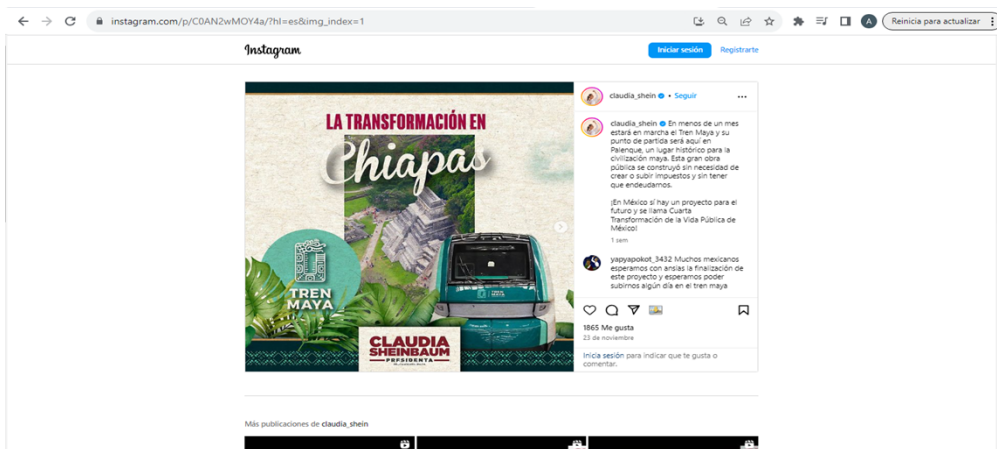 instagram.com/p/C0AN2wMOY4a/?hl=es&img_index=1
A
Reinicia para actualizar
Instagram
Iniciar sesión
Registrarte
LA TRANSFORMACIÓN EN
Chiapas
TREN
MAYA
TREN
MAYA
CLAUDIA
SHEINBAUM
PRESIDENTA
claudia_shein • Seguir
claudia_shein En menos de un mes
estará en marcha el Tren Maya y su
punto de partida será aquí en
Palenque, un lugar histórico para la
civilización maya. Esta gran obra
pública se construyó sin necesidad de
crear o subir impuestos y sin tener
que endeudarnos.
¡En México sí hay un proyecto para el
futuro y se llama Cuarta
Transformación de la Vida Pública de
México!
1 sem
yapyapokot_3432 Muchos mexicanos
esperamos con ansías la finalización de
este proyecto y esperamos poder
subirnos algún día en el tren maya
1865 Me gusta
23 de noviembre
Inicia sesión para indicar que te gusta o
comentar.
Más publicaciones de claudia_shein